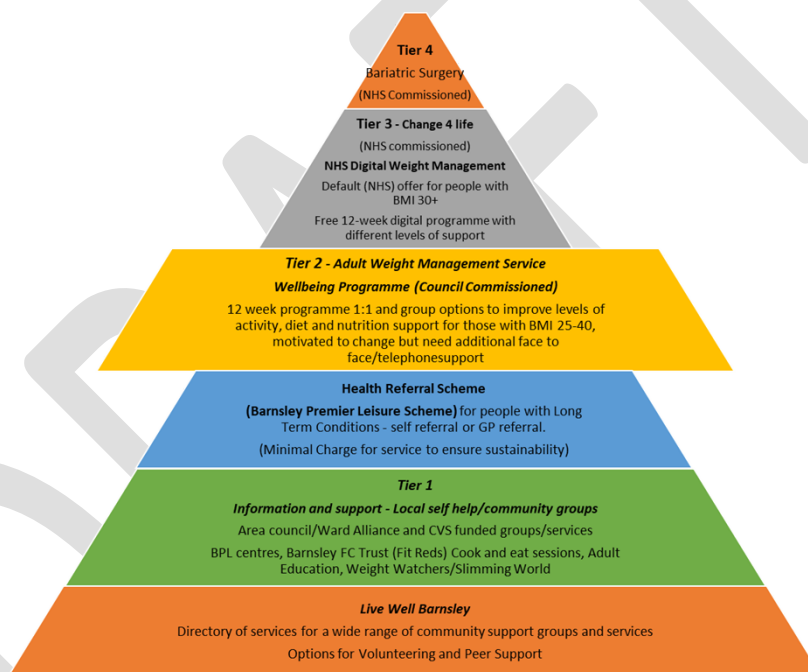 Tier 4
Bariatric Surgery
(NHS Commissioned)
Tier 3 - Change 4 life
(NHS commissioned)
NHS Digital Weight Management
Default (NHS) offer for people with
BMI 30+
Free 12-week digital programme with
different levels of support
Tier 2 - Adult Weight Management Service
Wellbeing Programme (Council Commissioned)
12 week programme 1:1 and group options to improve levels of
activity, diet and nutrition support for those with BMI 25-40,
motivated to change but need additional face to
face/telephonesupport
Health Referral Scheme
(Barnsley Premier Leisure Scheme) for people with Long
Term Conditions - self referral or GP referral.
(Minimal Charge for service to ensure sustainability)
Tier 1
Information and support - Local self help/community groups
Area council/Ward Alliance and CVS funded groups/services
BPL centres, Barnsley FC Trust (Fit Reds) Cook and eat sessions, Adult
Education, Weight Watchers/Slimming World
Live Well Barnsley
Directory of services for a wide range of community support groups and services
Options for Volunteering and Peer Support